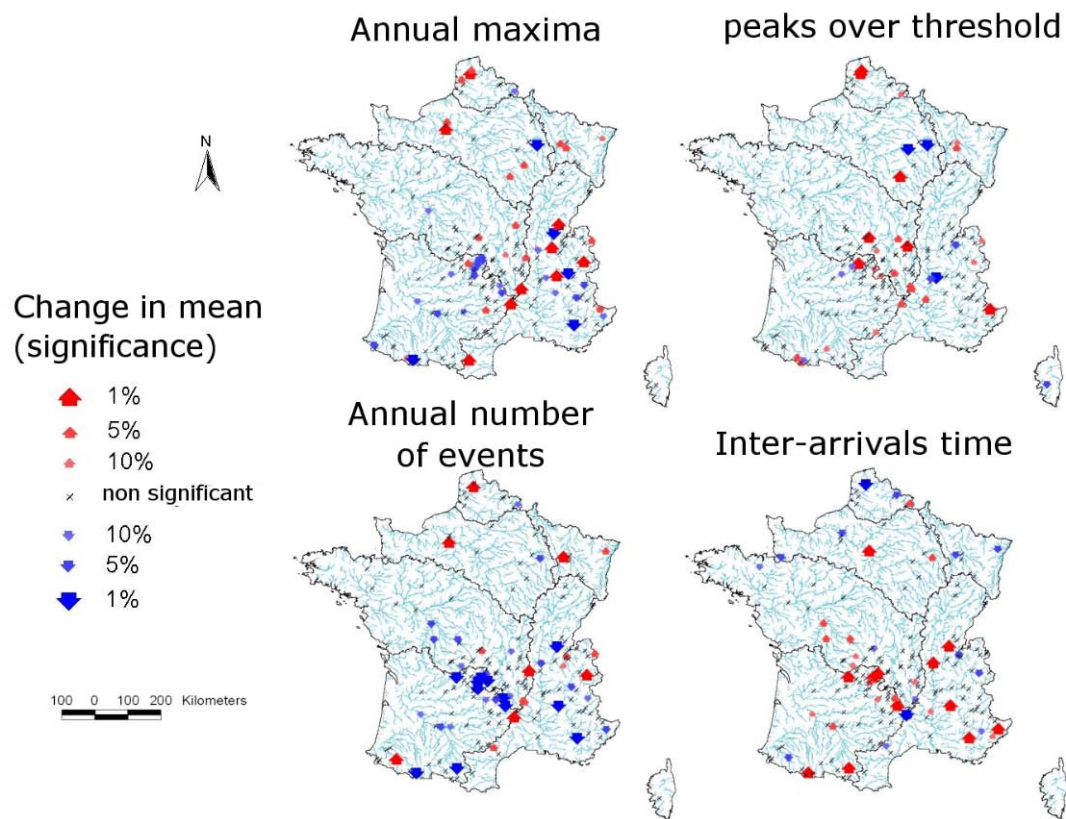 Annual maxima
peaks over threshold
N
Change in mean
(significance)
1%
5%
10%
non significant
10%
5%
1%
100 0 100 200 Kilometers
Annual number
of events
Inter-arrivals time